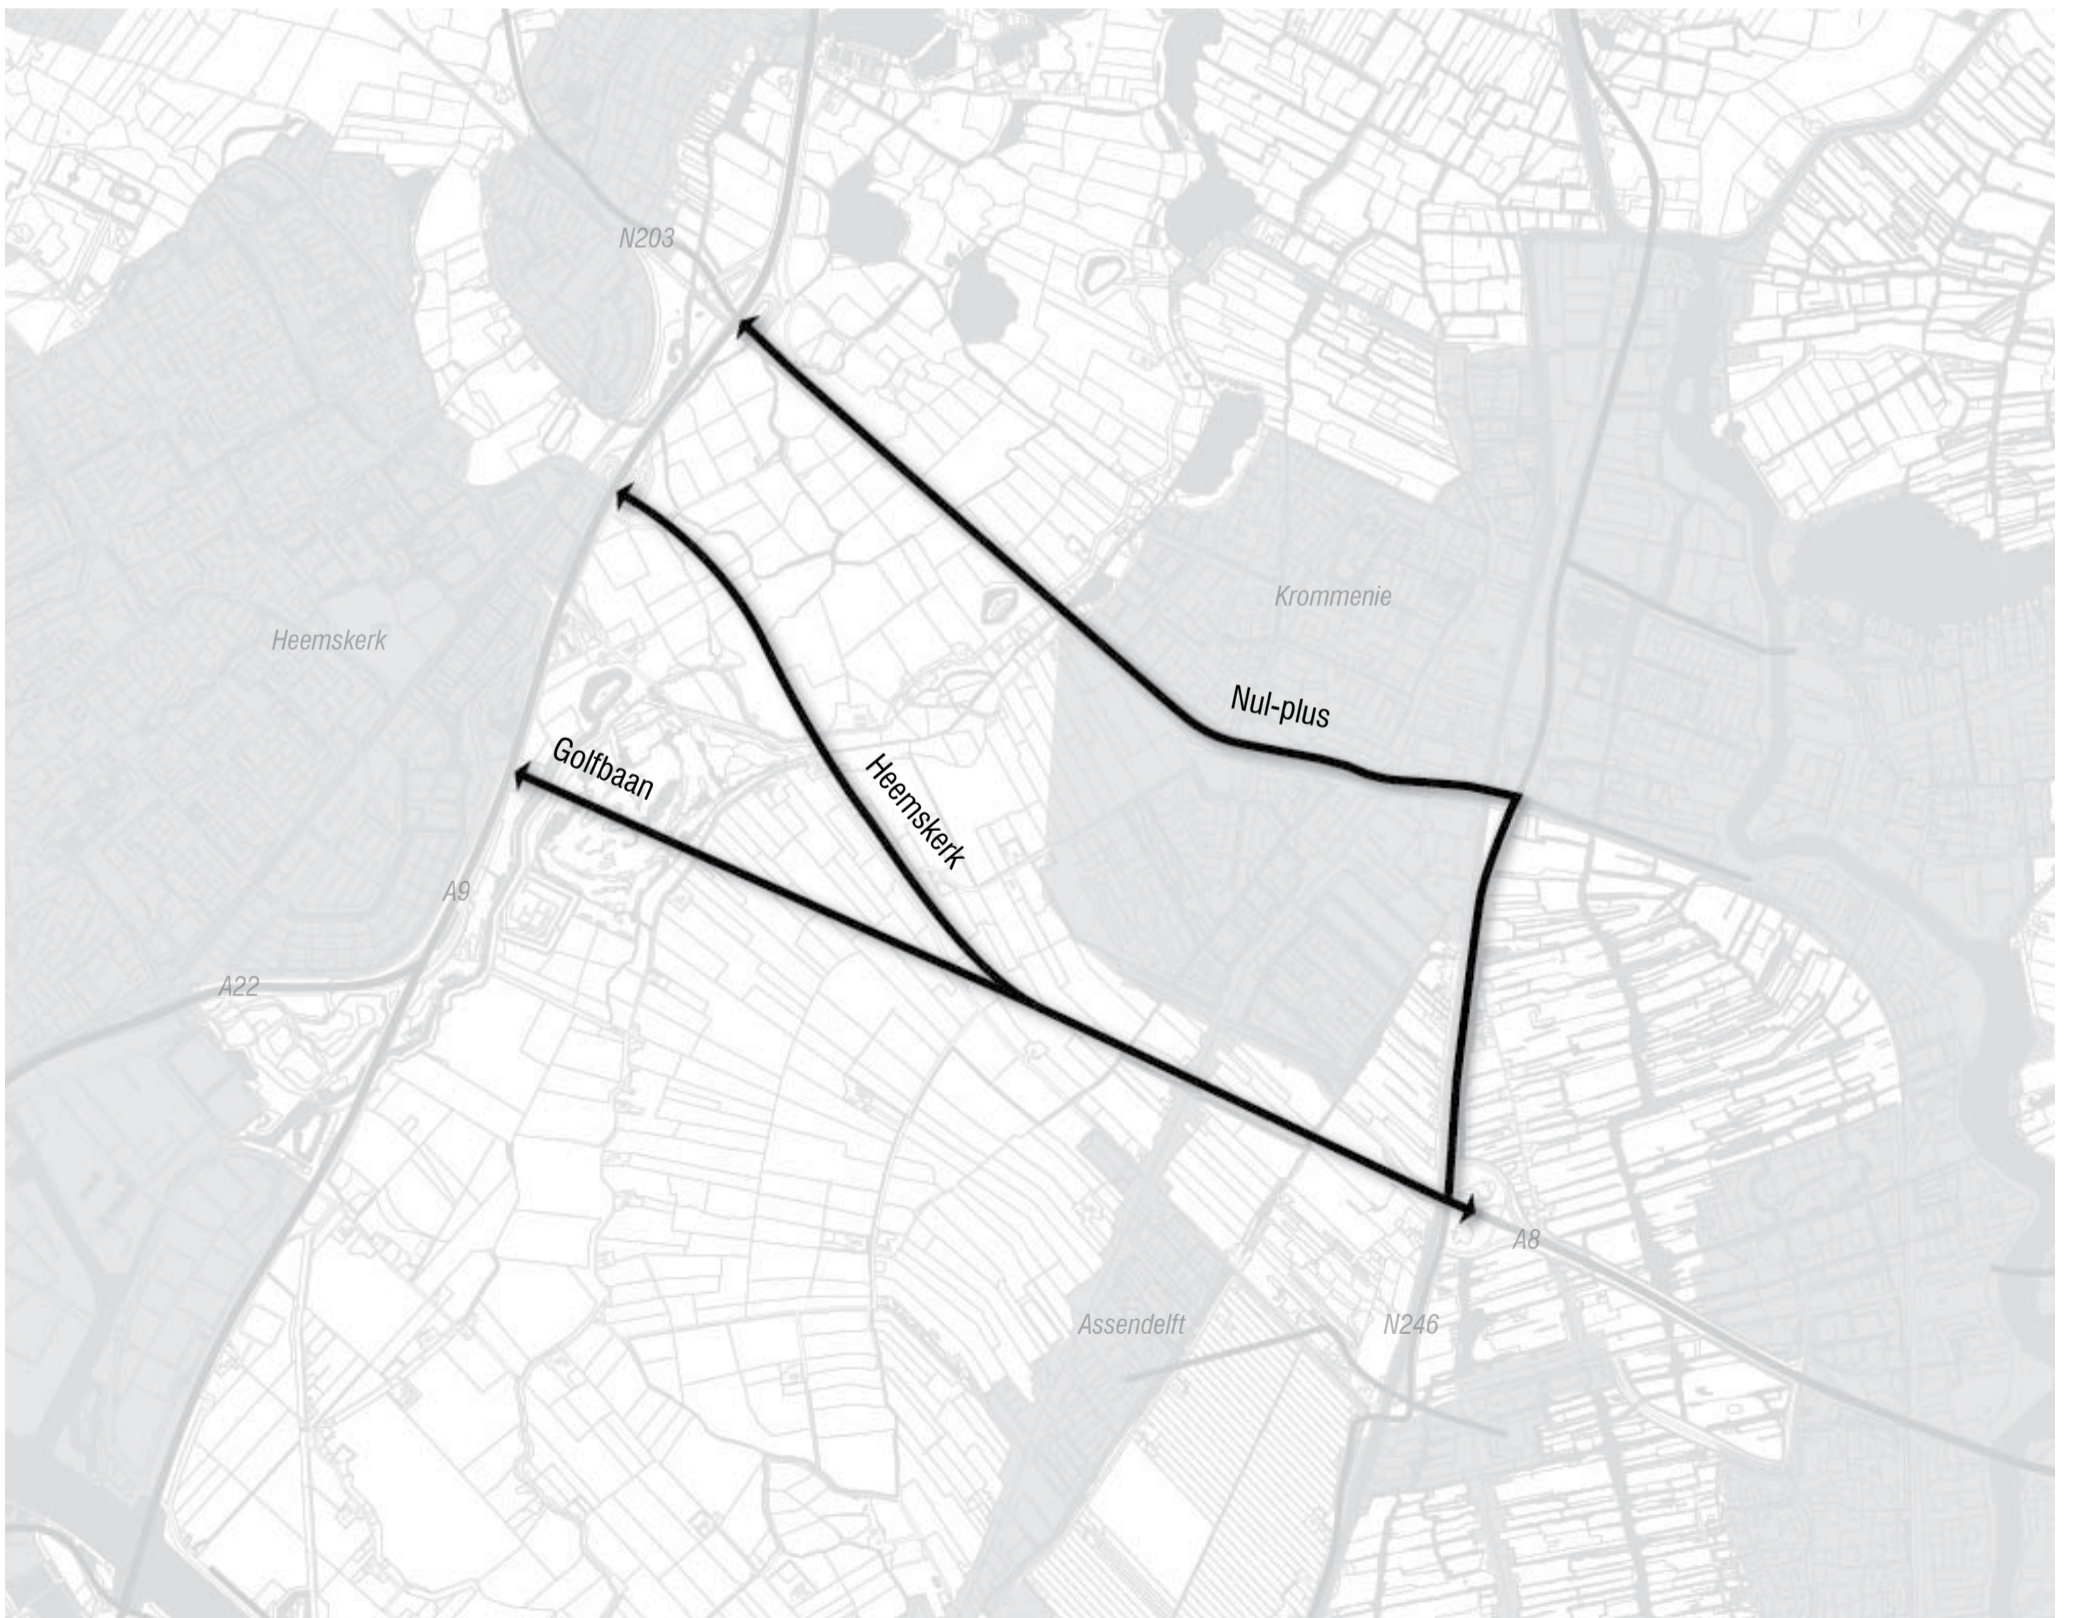 N203
Krommenie
Heemskerk
Nul-plus
Golfbaan
Heemskerk
A9
A22
A8
Assendelft
N246